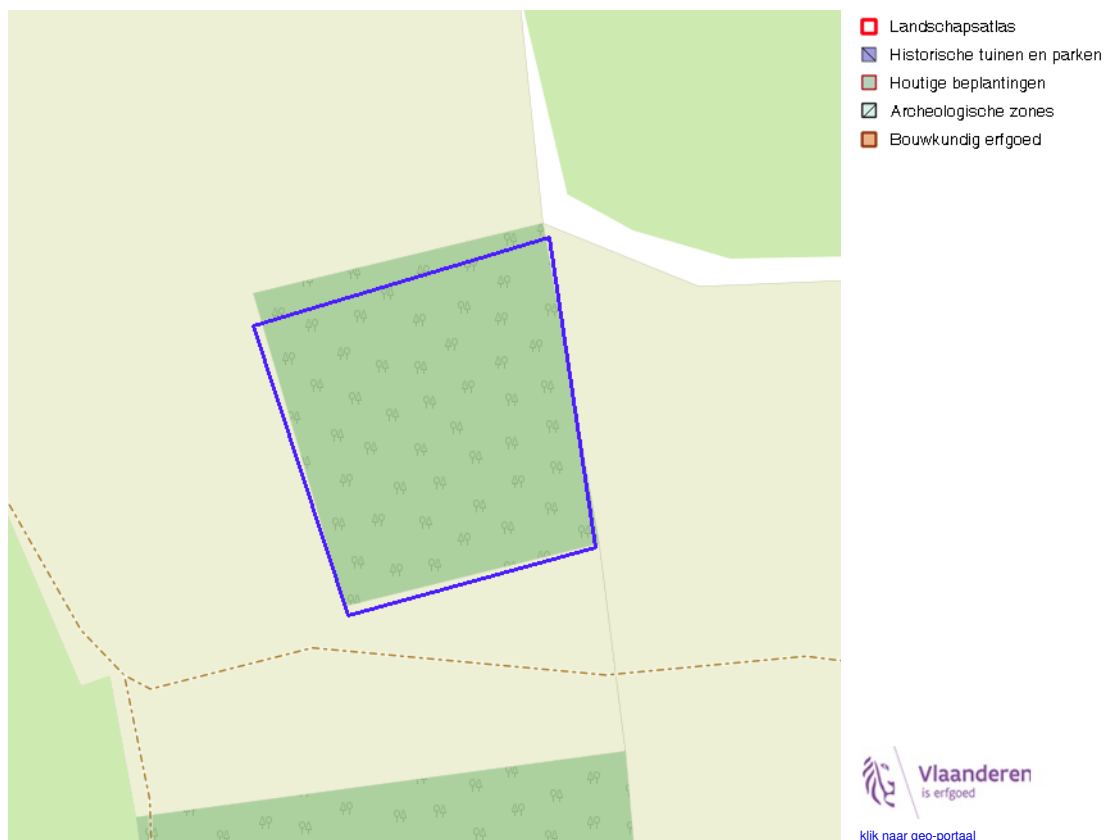 Landschapsatlas
Historische tuinen en parken
Houtige beplantingen
Archeologische zones
Bouwkundig erfgoed
Vlaanderen
is erfgoed
klik naar geo-portaal